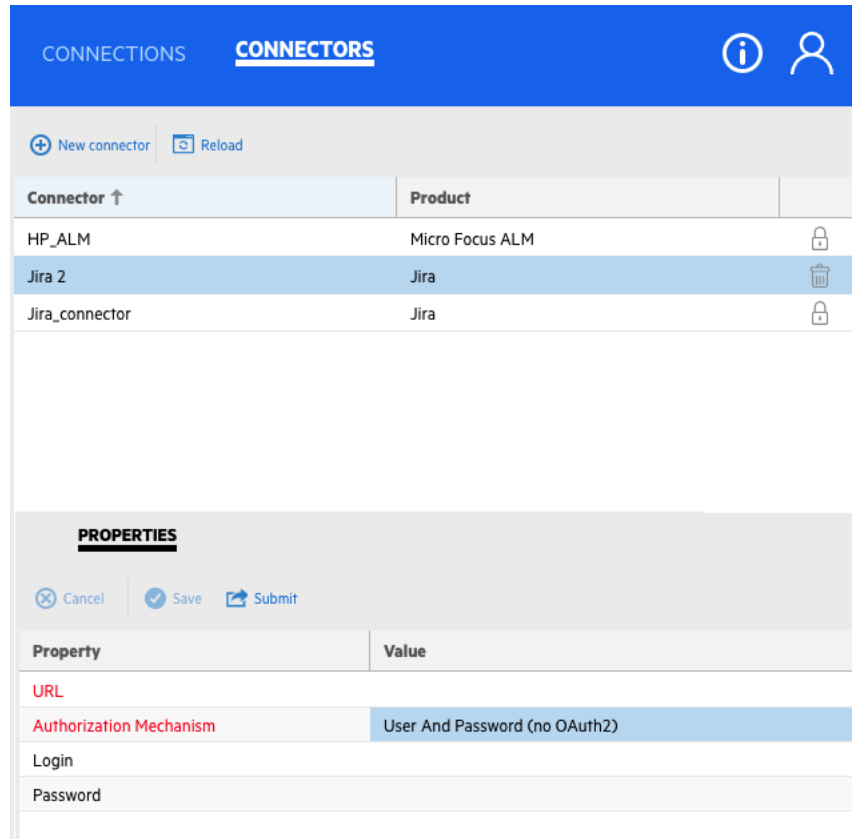 CONNECTIONS CONNECTORS
New connector Reload
Connector Product
HP_ALM Micro Focus ALM
Jira 2 Jira
Jira_connector Jira
PROPERTIES
Cancel Save Submit
Property Value
URL
Authorization Mechanism User And Password (no OAuth2)
Login
Password